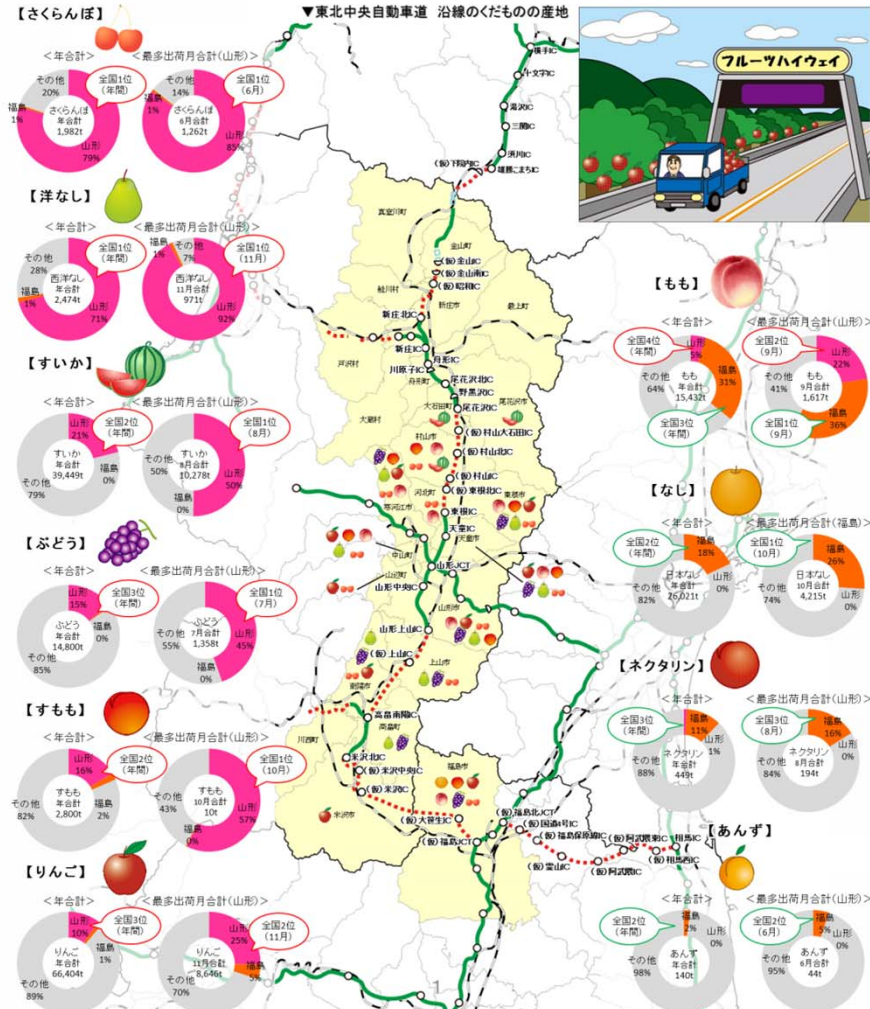 ▼東北中央自動車道 沿線のくだものの産地
フルーツハイウェイ
【さくらんぼ】
<年合計>
<最多出荷月合計(山形)>
その他
20%
福島
1%
さくらんぼ
年合計
1,982t
山形
79%
全国1位
(年間)
その他
14%
福島
1%
さくらんぼ
6月合計
1,262t
山形
85%
全国1位
(6月)
【洋なし】
<年合計>
<最多出荷月合計(山形)>
その他
28%
福島
1%
西洋なし
年合計
2,474t
山形
71%
全国1位
(年間)
福島
1%
その他
7%
西洋なし
11月合計
971t
山形
92%
全国1位
(11月)
【すいか】
<年合計>
<最多出荷月合計(山形)>
山形
21%
全国2位
(年間)
すいか
年合計
39,449t
福島
0%
その他
79%
その他
50%
すいか
8月合計
10,278t
福島
0%
山形
50%
全国1位
(8月)
【ぶどう】
<年合計>
<最多出荷月合計(山形)>
山形
15%
全国3位
(年間)
ぶどう
年合計
14,800t
福島
0%
その他
85%
その他
55%
ぶどう
7月合計
1,358t
福島
0%
山形
45%
全国1位
(7月)
【すもも】
<年合計>
<最多出荷月合計(山形)>
山形
16%
全国2位
(年間)
すもも
年合計
2,800t
福島
2%
その他
82%
その他
43%
すもも
10月合計
10t
福島
0%
山形
57%
全国1位
(10月)
【りんご】
<年合計>
<最多出荷月合計(山形)>
山形
10%
全国3位
(年間)
りんご
年合計
66,404t
福島
1%
その他
89%
山形
25%
全国2位
(11月)
りんご
11月合計
8,646t
福島
5%
その他
70%
横手IC
十文字IC
湯沢IC
三関IC
須川IC
雄勝こまちIC
(仮)下院内IC
真室川町
金山町
(仮)金山IC
(仮)金山南IC
(仮)昭和IC
鮭川村
新庄市
最上町
新庄北IC
戸沢村
新庄IC
舟形IC
川原子IC
舟形町
尾花沢北IC
野黒沢IC
大石田町
尾花沢市
尾花沢IC
大蔵村
(仮)村山大石田IC
村山市
(仮)村山北IC
(仮)村山IC
河北町
(仮)東根北IC
東根市
寒河江市
東根IC
天童IC
天童市
中山町
山辺町
山形JCT
山形中央IC
山形市
山形上山IC
(仮)上山IC
上山市
南陽市
高畠南陽IC
川西町
高畠町
米沢北IC
(仮)米沢中央IC
(仮)米沢IC
米沢市
福島市
(仮)大笹生IC
(仮)福島JCT
(仮)福島北JCT
(仮)国道4号IC
(仮)福島保原線IC
(仮)霊山IC
(仮)阿武隈IC
(仮)阿武隈東IC
相馬IC
(仮)相馬西IC
1
【もも】
<年合計>
<最多出荷月合計(山形)>
全国4位
(年間)
山形
5%
福島
31%
もも
年合計
15,432t
その他
64%
全国3位
(年間)
全国2位
(9月)
山形
22%
その他
41%
もも
9月合計
1,617t
福島
36%
全国1位
(9月)
【なし】
<年合計>
<最多出荷月合計(福島)>
全国2位
(年間)
福島
18%
日本なし
年合計
26,021t
山形
0%
その他
82%
全国1位
(10月)
福島
26%
日本なし
10月合計
4,215t
山形
0%
その他
74%
【ネクタリン】
<年合計>
<最多出荷月合計(山形)>
全国3位
(年間)
福島
11%
山形
1%
ネクタリン
年合計
449t
その他
88%
全国3位
(8月)
福島
16%
山形
0%
ネクタリン
8月合計
194t
その他
84%
【あんず】
<年合計>
<最多出荷月合計(山形)>
全国2位
(年間)
福島
2%
山形
0%
あんず
年合計
140t
その他
98%
全国2位
(6月)
福島
5%
山形
0%
あんず
6月合計
44t
その他
95%